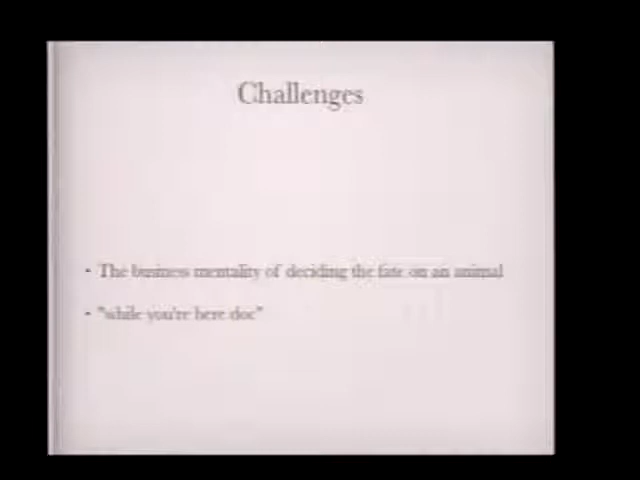 Challenges
• The business mentality of deciding the fate on an animal
• "while you're here doc"